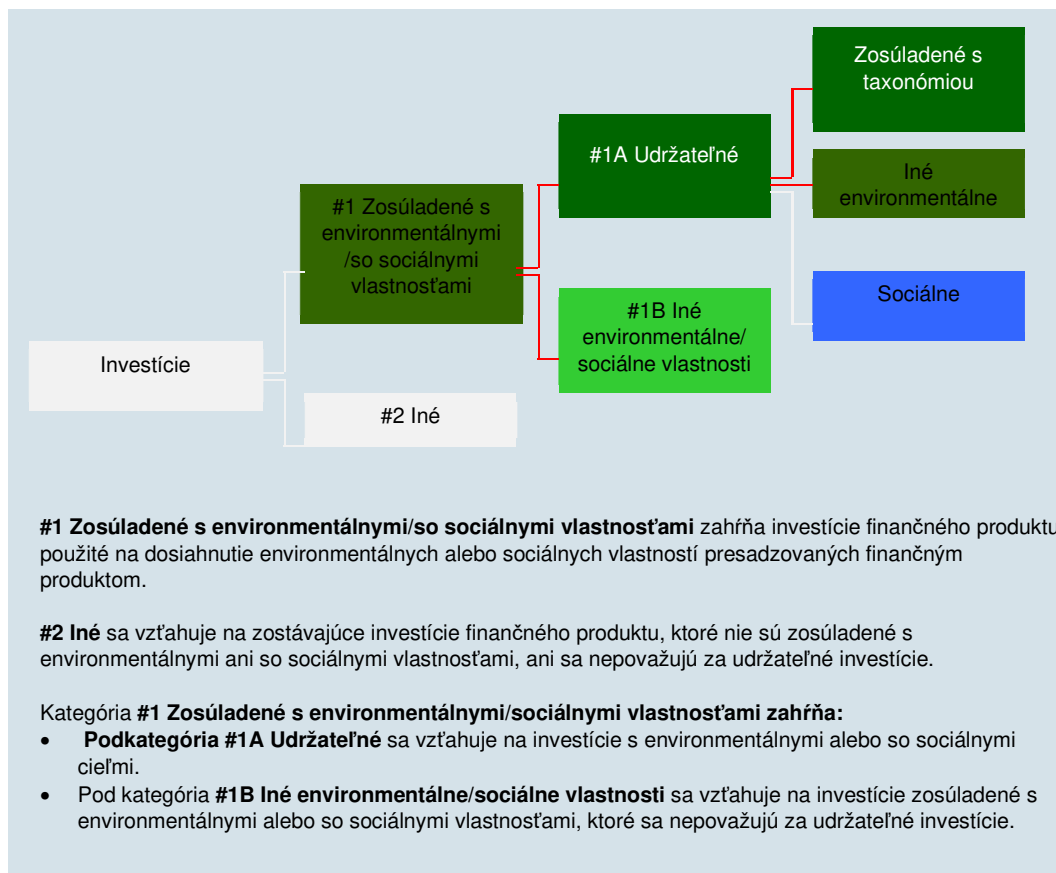 Zosúladené s
taxonómiou
#1A Udržateľné
Iné
environmentálne
#1 Zosúladené s
environmentálnymi
/so sociálnymi
vlastnosťami
Sociálne
#1B Iné
environmentálne/
sociálne vlastnosti
Investície
#2 Iné
#1 Zosúladené s environmentálnymi/so sociálnymi vlastnosťami zahŕňa investície finančného produktu
použité na dosiahnutie environmentálnych alebo sociálnych vlastností presadzovaných finančným
produktom.
#2 Iné sa vzťahuje na zostávajúce investície finančného produktu, ktoré nie sú zosúladené s
environmentálnymi ani so sociálnymi vlastnosťami, ani sa nepovažujú za udržateľné investície.
Kategória #1 Zosúladené s environmentálnymi/sociálnymi vlastnosťami zahŕňa:
• Podkategória #1A Udržateľné sa vzťahuje na investície s environmentálnymi alebo so sociálnymi
cieľmi.
• Pod kategória #1B Iné environmentálne/sociálne vlastnosti sa vzťahuje na investície zosúladené s
environmentálnymi alebo so sociálnymi vlastnosťami, ktoré sa nepovažujú za udržateľné investície.